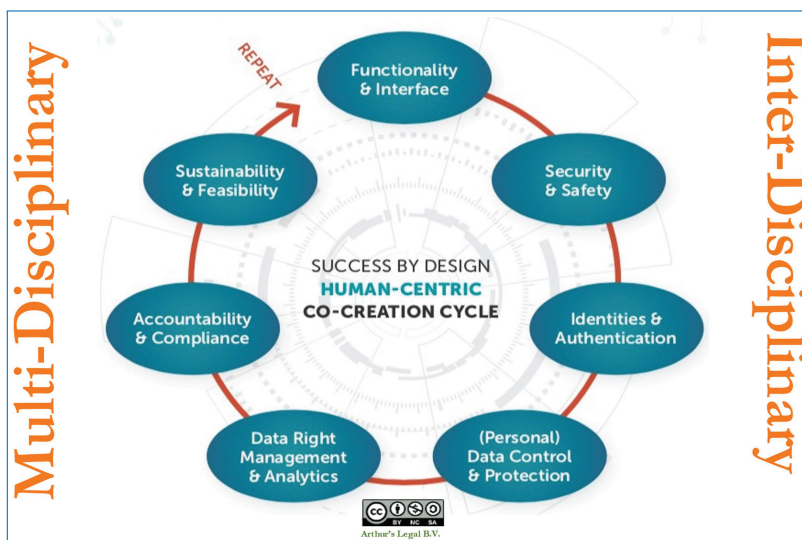 Multi-Disciplinary
REPEAT
Functionality
& Interface
Security
& Safety
Identities &
Authentication
(Personal)
Data Control
& Protection
Data Right
Management
& Analytics
Accountability
& Compliance
Sustainability
& Feasibility
SUCCESS BY DESIGN
HUMAN-CENTRIC
CO-CREATION CYCLE
Inter-Disciplinary
cc
BY NC SA
Arthur's Legal B.V.